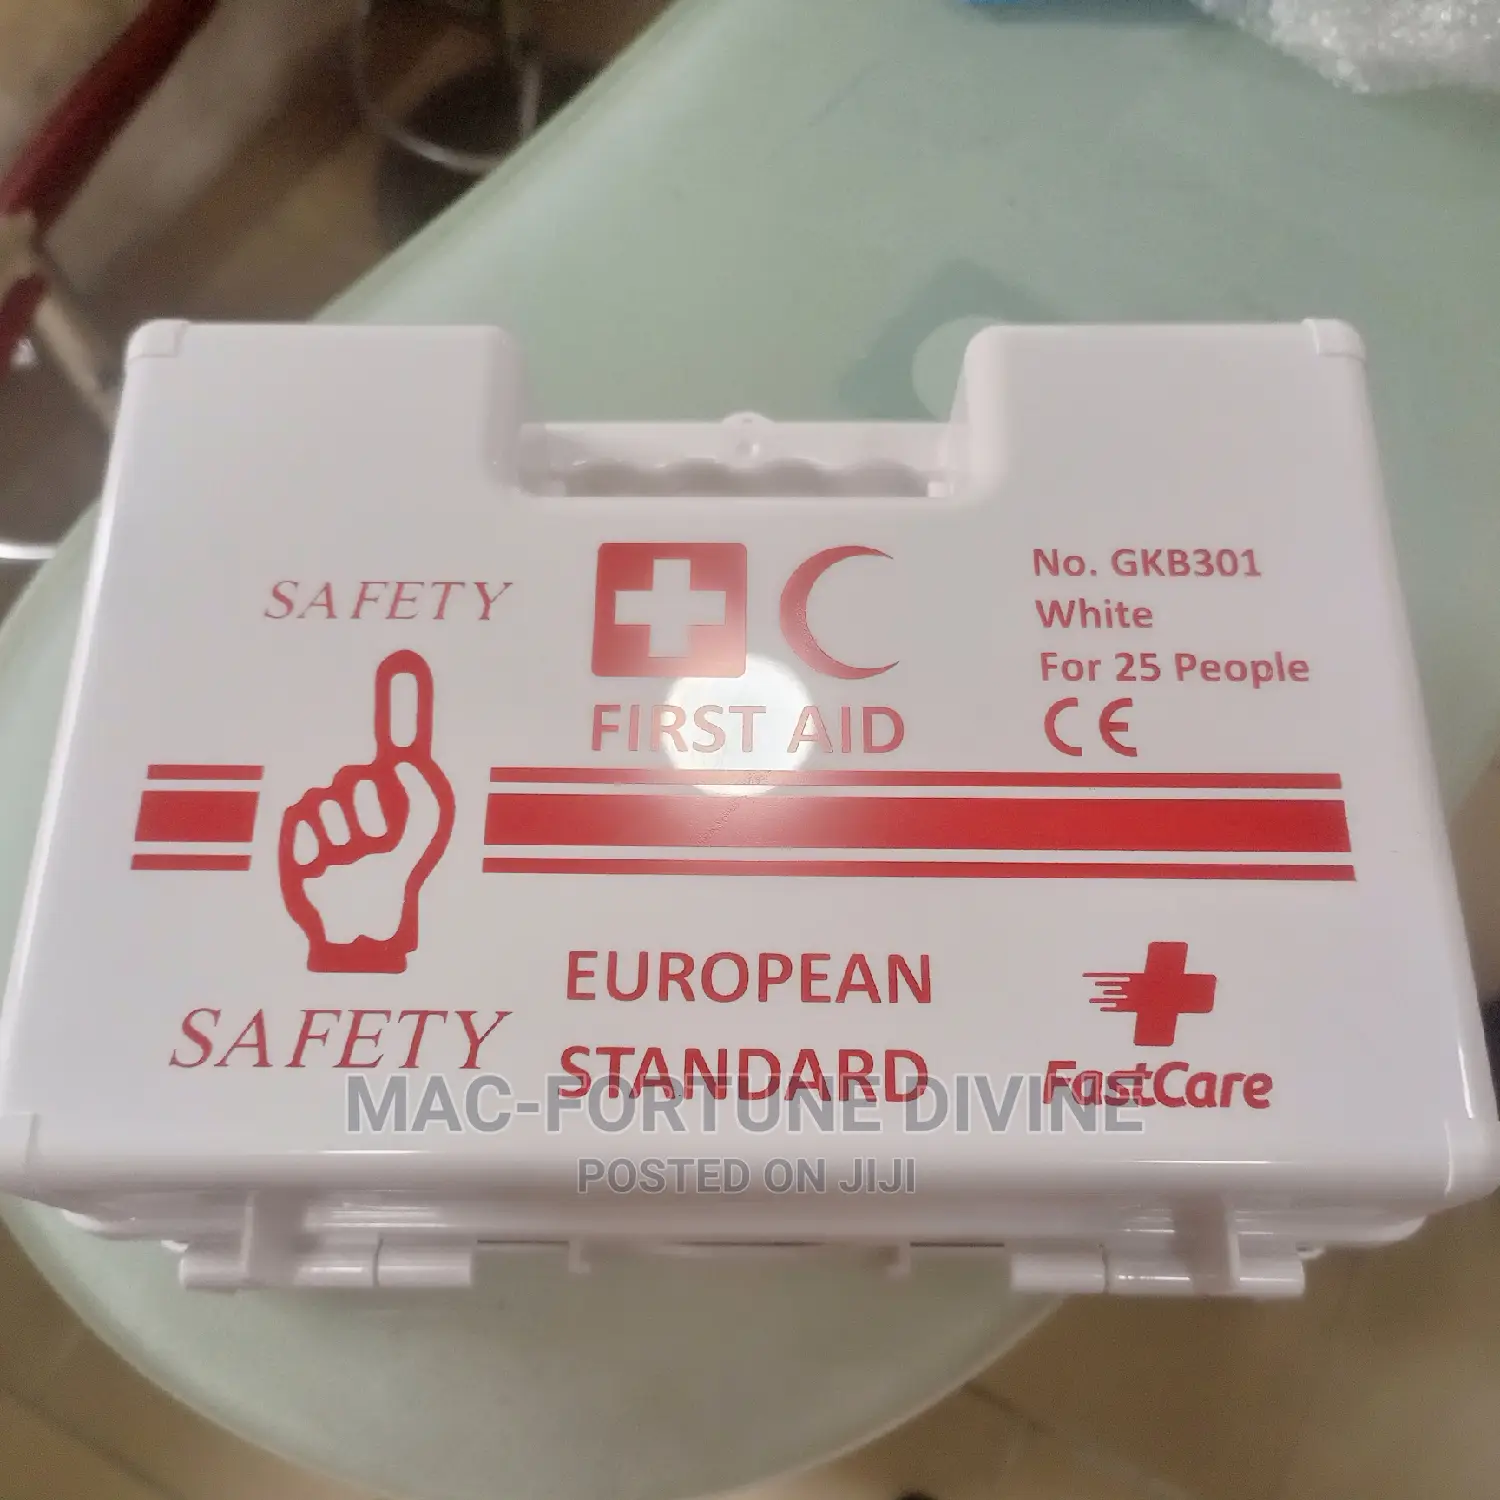 SAFETY
FIRST AID
No. GKB301
White
For 25 People
CE
SAFETY
EUROPEAN
STANDARD
FastCare
MAC-FORTUNE DIVINE
POSTED ON JIJI